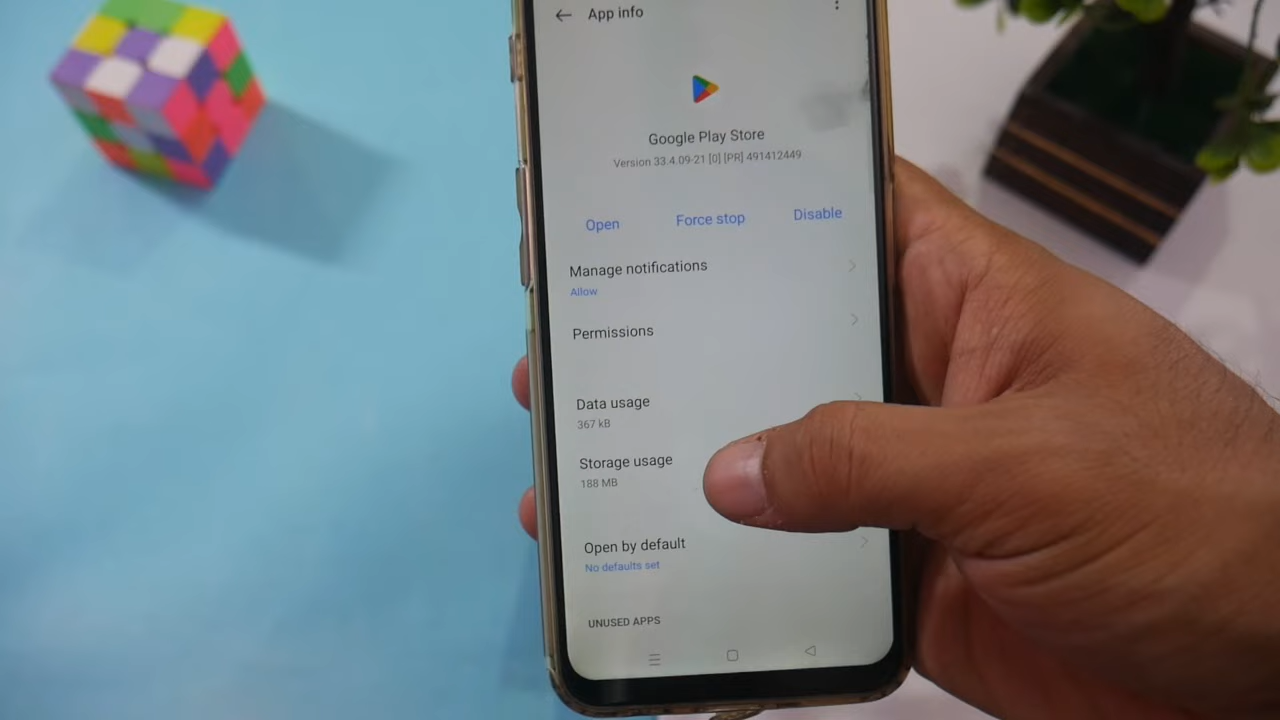 App info
Google Play Store
Version 33.4.09-21 [0] [PR] 491412449
Open Force stop Disable
Manage notifications
Allow
Permissions
Data usage
367 kB
Storage usage
188 MB
Open by default
No defaults set
UNUSED APPS